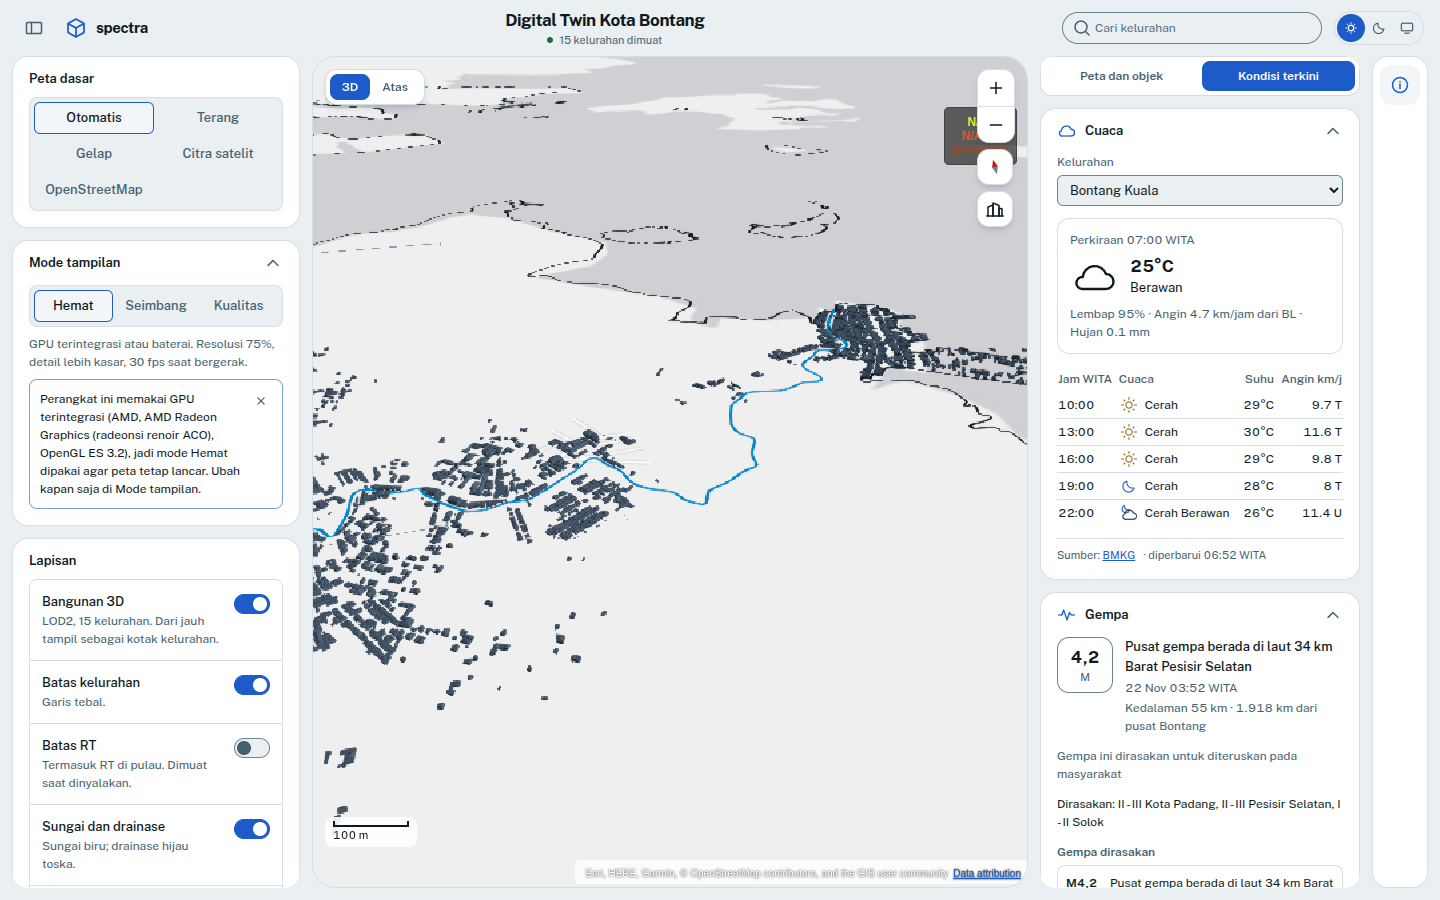 spectra
Digital Twin Kota Bontang
15 kelurahan dimuat
Cari kelurahan
Peta dasar
Otomatis
Terang
Gelap
Citra satelit
OpenStreetMap
Mode tampilan
Hemat
Seimbang
Kualitas
GPU terintegrasi atau baterai. Resolusi 75%,
detail lebih kasar, 30 fps saat bergerak.
Perangkat ini memakai GPU
terintegrasi (AMD, AMD Radeon
Graphics (radeonsi renoir ACO),
OpenGL ES 3.2), jadi mode Hemat
dipakai agar peta tetap lancar. Ubah
kapan saja di Mode tampilan.
Lapisan
Bangunan 3D
LOD2, 15 kelurahan. Dari jauh
tampil sebagai kotak kelurahan.
Batas kelurahan
Garis tebal.
Batas RT
Termasuk RT di pulau. Dimuat
saat dinyalakan.
Sungai dan drainase
Sungai biru; drainase hijau
toska.
3D
Atas
100 m
Esri, HERE, Garmin, © OpenStreetMap contributors, and the GIS user community Data attribution
Peta dan objek
Kondisi terkini
Cuaca
Kelurahan
Bontang Kuala
Perkiraan 07:00 WITA
25°C
Berawan
Lembap 95% · Angin 4.7 km/jam dari BL ·
Hujan 0.1 mm
Jam WITA Cuaca Suhu Angin km/j
10:00 Cerah 29°C 9.7 T
13:00 Cerah 30°C 11.6 T
16:00 Cerah 29°C 9.8 T
19:00 Cerah 28°C 8 T
22:00 Cerah Berawan 26°C 11.4 U
Sumber: BMKG · diperbarui 06:52 WITA
Gempa
4,2
M
Pusat gempa berada di laut 34 km
Barat Pesisir Selatan
22 Nov 03:52 WITA
Kedalaman 55 km · 1.918 km dari
pusat Bontang
Gempa ini dirasakan untuk diteruskan pada
masyarakat
Dirasakan: II-III Kota Padang, II-III Pesisir Selatan, I
-II Solok
Gempa dirasakan
M4,2 Pusat gempa berada di laut 34 km Barat